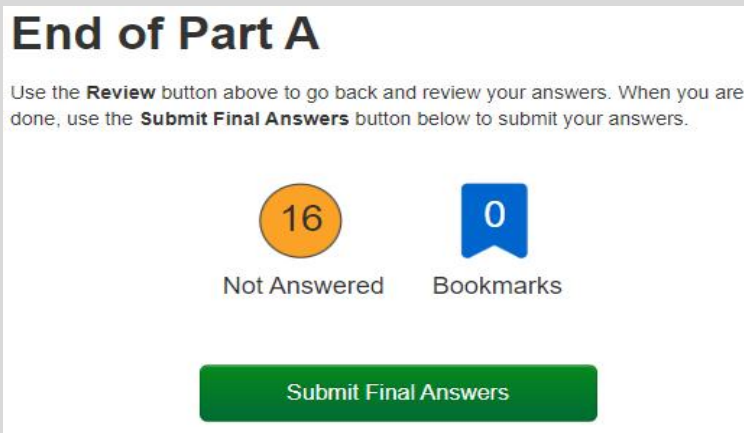 End of Part A
Use the Review button above to go back and review your answers. When you are
done, use the Submit Final Answers button below to submit your answers.
16
0
Not Answered
Bookmarks
Submit Final Answers